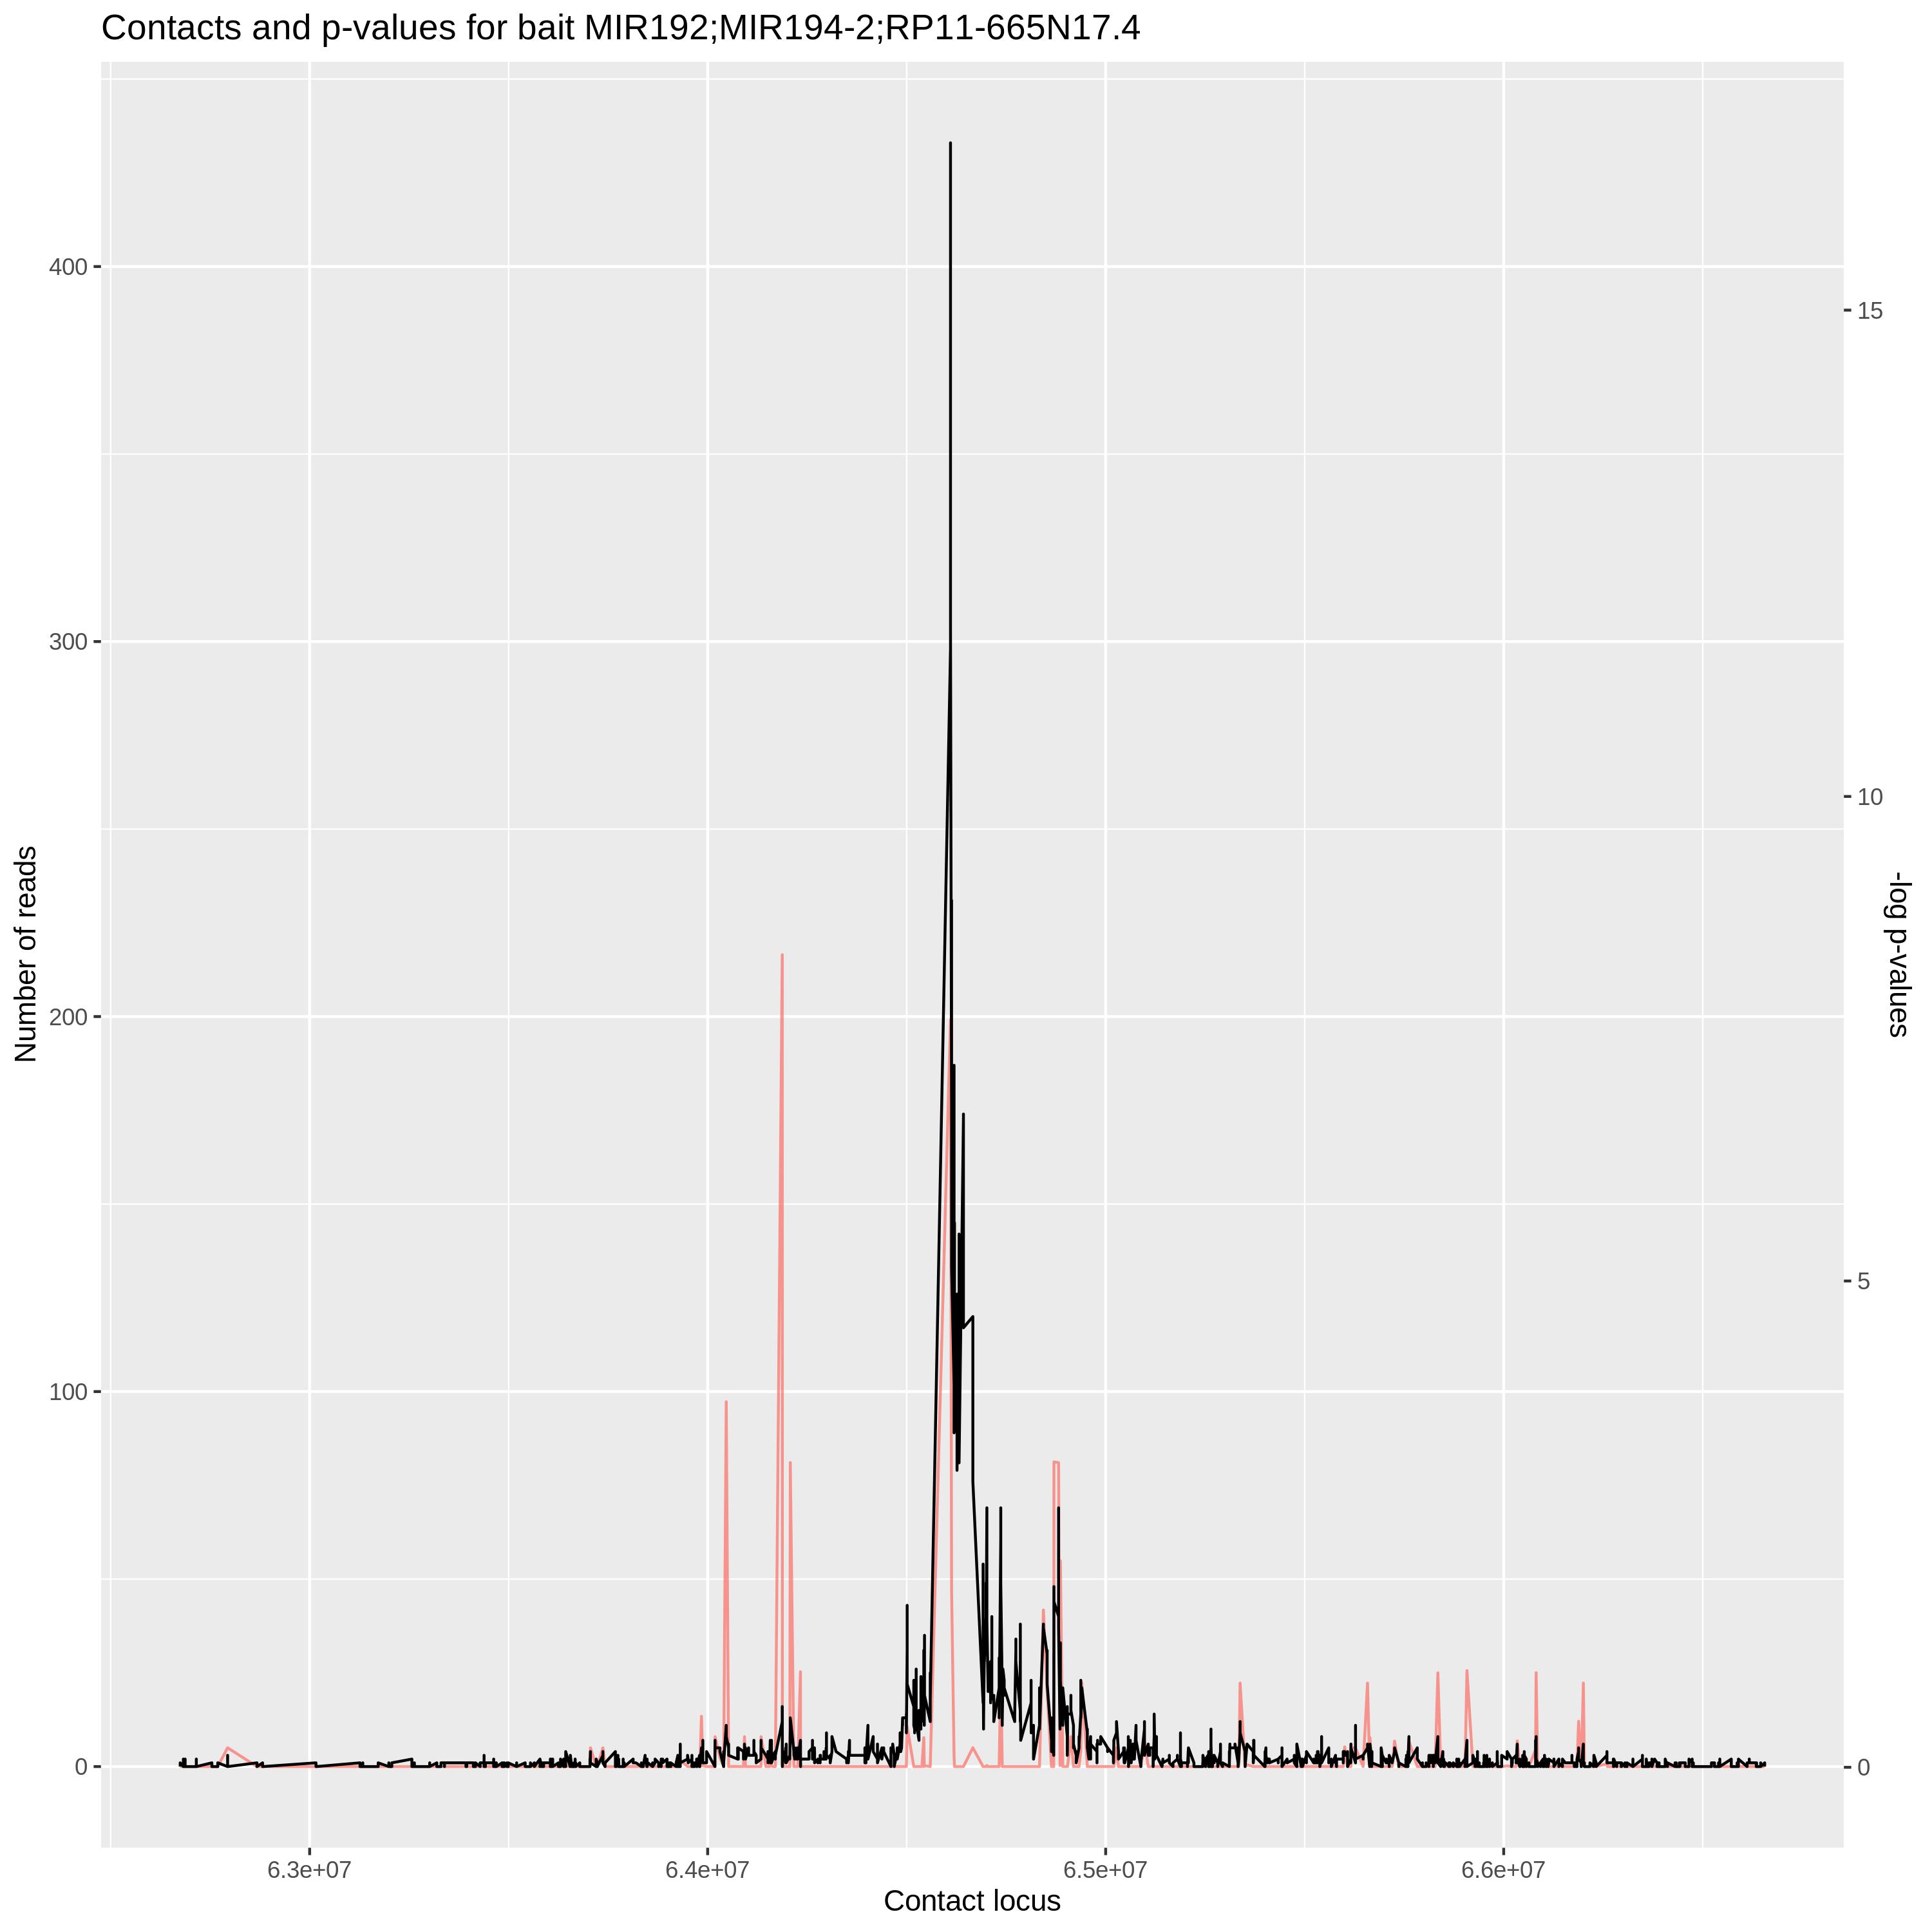 Contacts and p-values for bait MIR192;MIR194-2;RP11-665N17.4
400
300
200
100
0
Number of reads
15
10
5
0
-log p-values
6.3e+07
6.4e+07
6.5e+07
6.6e+07
Contact locus